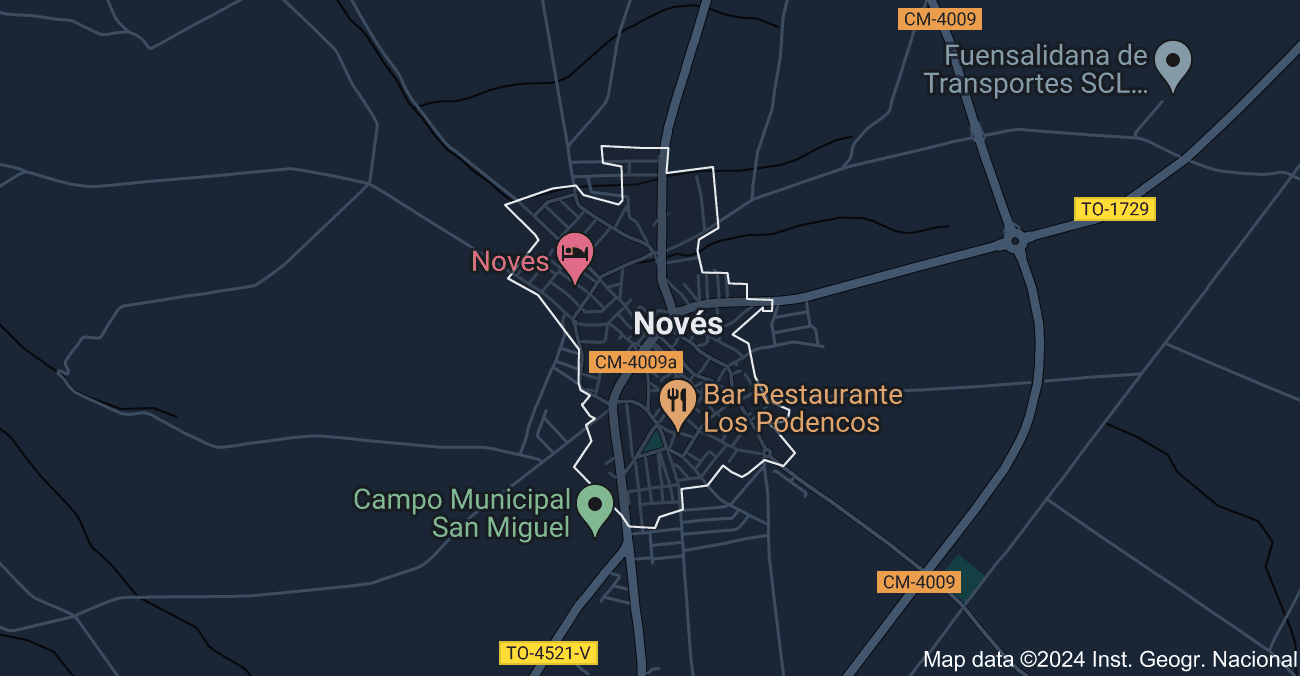 CM-4009
Fuensalidana de
Transportes SCL...
TO-1729
Noves
Novés
CM-4009a
Bar Restaurante
Los Podencos
Campo Municipal
San Miguel
CM-4009
TO-4521-V
Map data ©2024 Inst. Geogr. Nacional